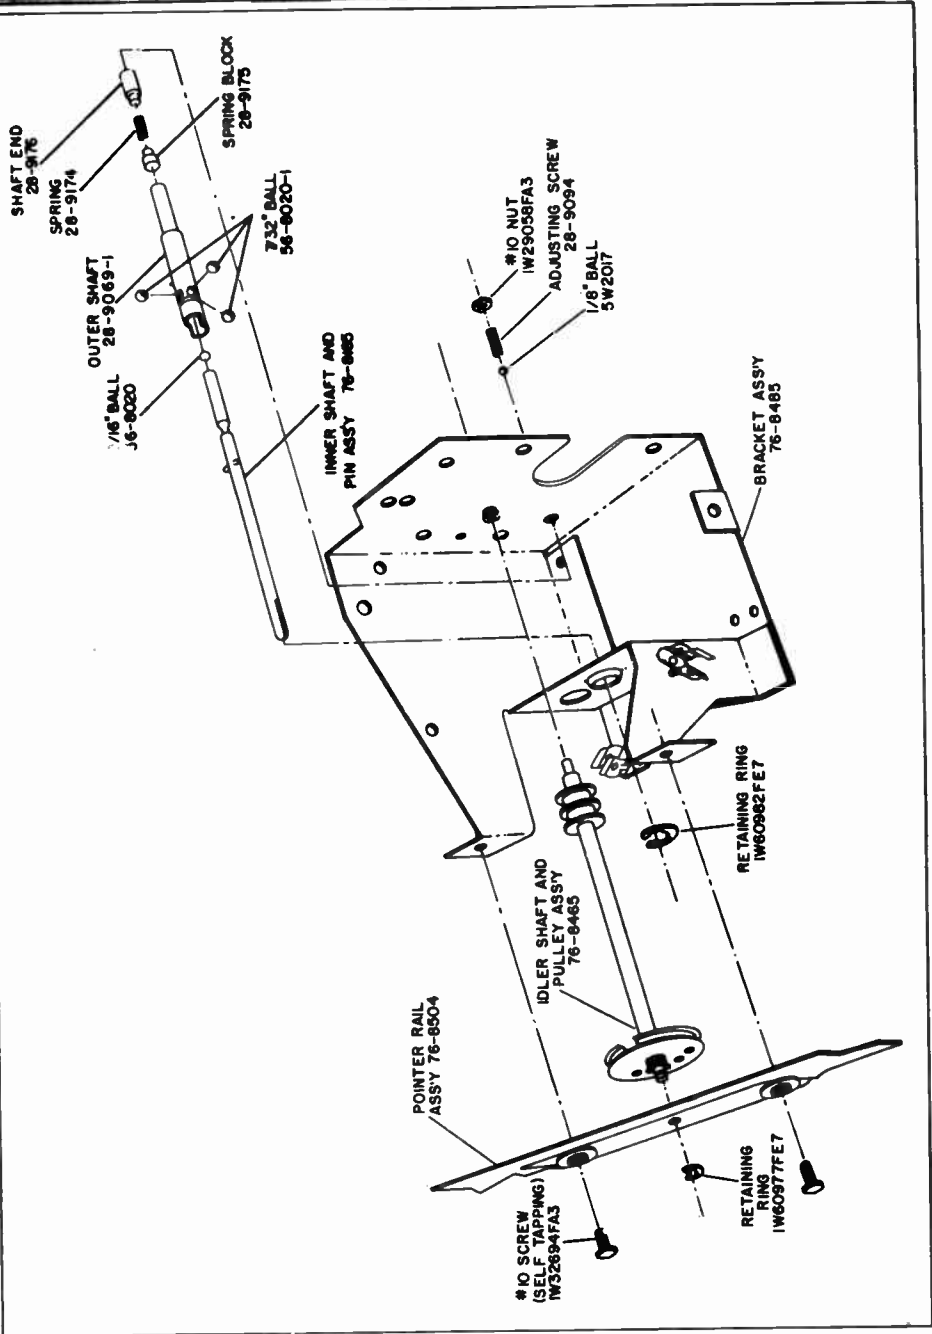 SHAFT END
28-9176
SPRING
28-9174
SPRING BLOCK
28-9175
OUTER SHAFT
28-9069-1
7/32" BALL
56-8020-1
/16" BALL
56-8020
INNER SHAFT AND
PIN ASS'Y
#10 NUT
1W29058FA3
ADJUSTING SCREW
28-9094
1/8" BALL
5W2017
BRACKET ASS'Y
76-8485
POINTER RAIL
ASS'Y 76-8504
IDLER SHAFT AND
PULLEY ASS'Y
76-8465
RETAINING RING
1W60982FE7
#10 SCREW
(SELF TAPPING)
1W32694FA3
RETAINING
RING
1W60977FE7